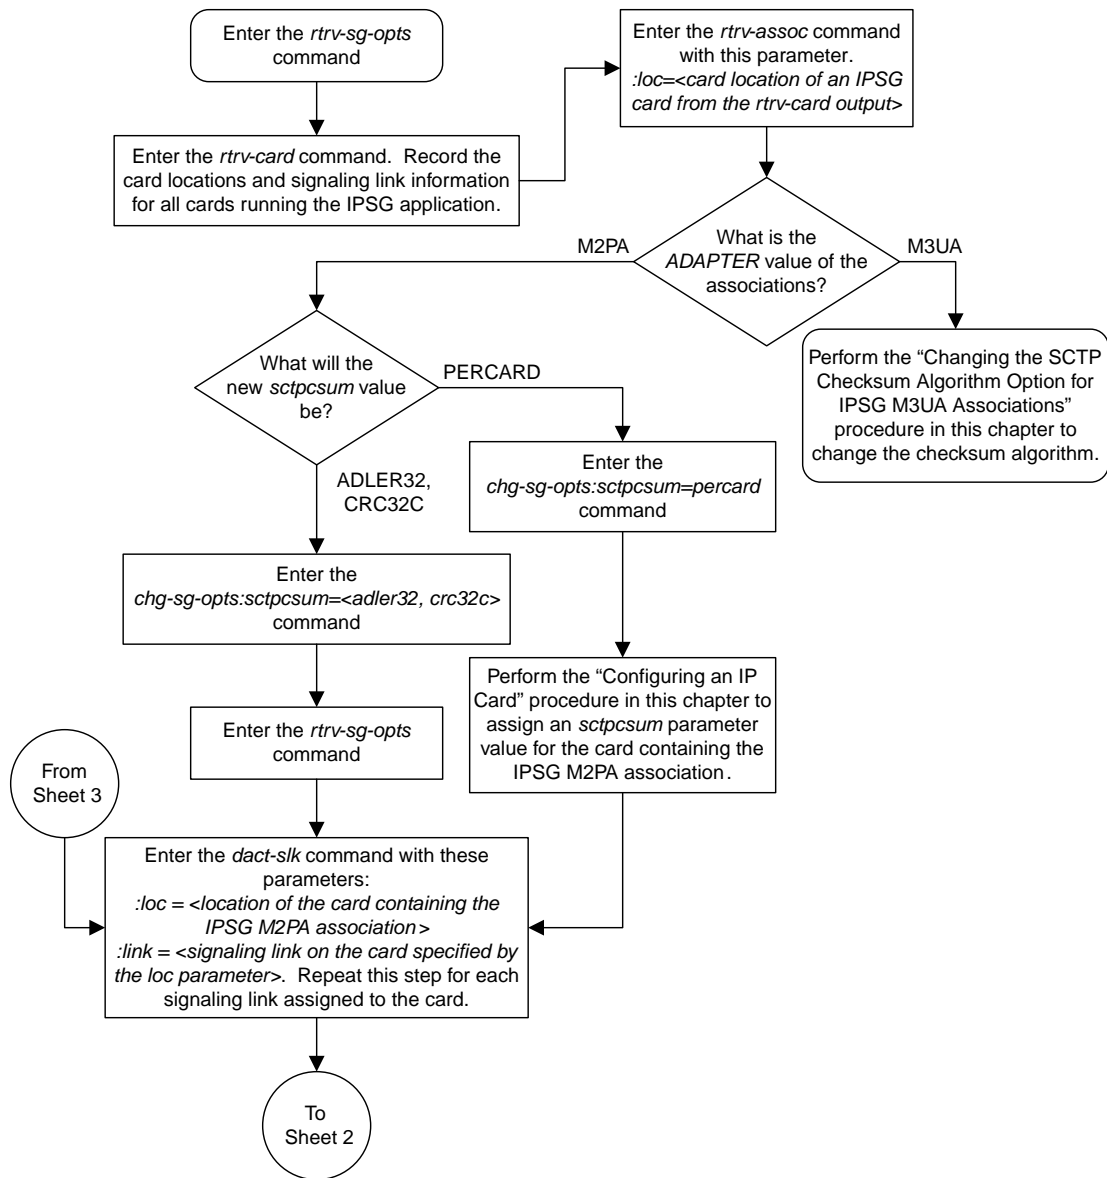 Enter the rtrv-sg-opts
command
Enter the rtrv-card command.  Record the
card locations and signaling link information
for all cards running the IPSG application.
Enter the rtrv-assoc command
with this parameter.
:loc=<card location of an IPSG
card from the rtrv-card output>
What is the
ADAPTER value of the
associations?
M2PA
M3UA
Perform the “Changing the SCTP
Checksum Algorithm Option for
IPSG M3UA Associations”
procedure in this chapter to
change the checksum algorithm.
What will the
new sctpcsum value
be?
PERCARD
ADLER32,
CRC32C
Enter the
chg-sg-opts:sctpcsum=percard
command
Enter the
chg-sg-opts:sctpcsum=<adler32, crc32c>
command
Perform the “Configuring an IP
Card” procedure in this chapter to
assign an sctpcsum parameter
value for the card containing the
IPSG M2PA association.
Enter the rtrv-sg-opts
command
From
Sheet 3
Enter the dact-slk command with these
parameters:
:loc = <location of the card containing the
IPSG M2PA association>
:link = <signaling link on the card specified by
the loc parameter>.  Repeat this step for each
signaling link assigned to the card.
To
Sheet 2